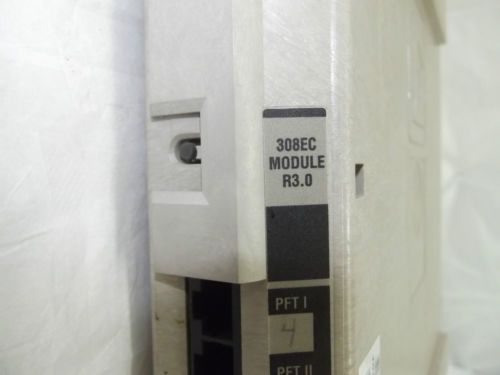 308EC
MODULE
R3.0
PFT I
4
PFT II